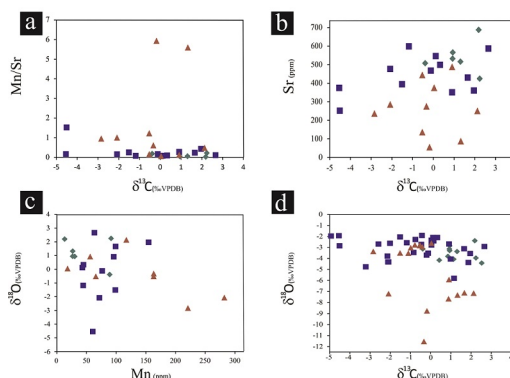 a
Mn/Sr
7
6
5
4
3
2
1
0
-5 -4 -3 -2 -1 0 1 2 3 4
δ¹³C(‰VPDB)
b
Sr (ppm)
700
600
500
400
300
200
100
0
-5 -4 -3 -2 -1 0 1 2 3
δ¹³C(‰VPDB)
c
δ¹⁸O(‰VPDB)
4
3
2
1
0
-1
-2
-3
-4
-5
-6
0 50 100 150 200 250 300
Mn (ppm)
d
δ¹⁸O(‰VPDB)
0
-1
-2
-3
-4
-5
-6
-7
-8
-9
-10
-11
-12
-5 -4 -3 -2 -1 0 1 2 3 4
δ¹³C(‰VPDB)